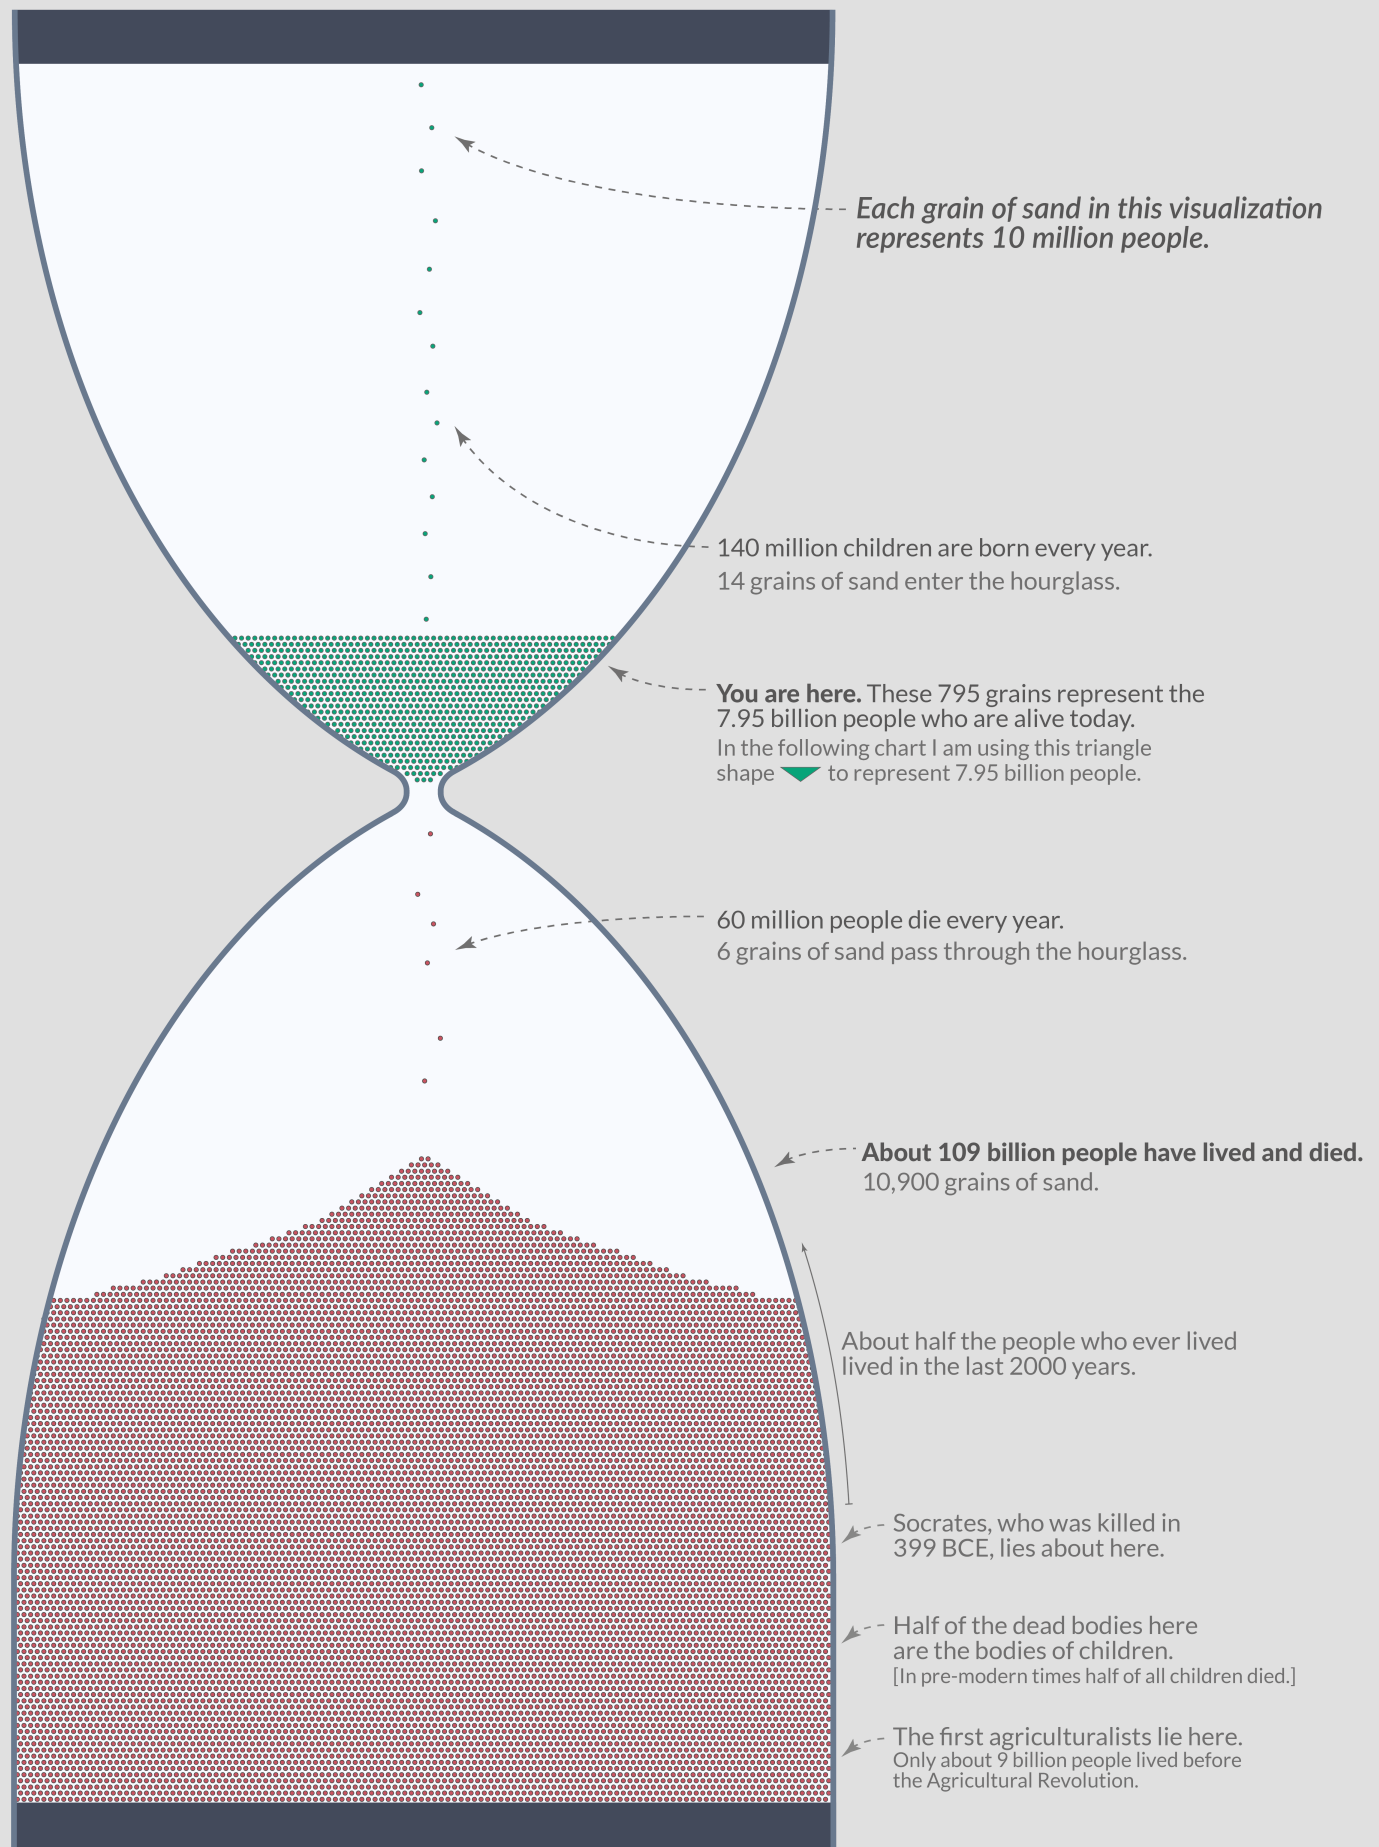 Each grain of sand in this visualization
represents 10 million people.
140 million children are born every year.
14 grains of sand enter the hourglass.
You are here. These 795 grains represent the
7.95 billion people who are alive today.
In the following chart I am using this triangle
shape to represent 7.95 billion people.
60 million people die every year.
6 grains of sand pass through the hourglass.
About 109 billion people have lived and died.
10,900 grains of sand.
About half the people who ever lived
lived in the last 2000 years.
Socrates, who was killed in
399 BCE, lies about here.
Half of the dead bodies here
are the bodies of children.
[In pre-modern times half of all children died.]
The first agriculturalists lie here.
Only about 9 billion people lived before
the Agricultural Revolution.